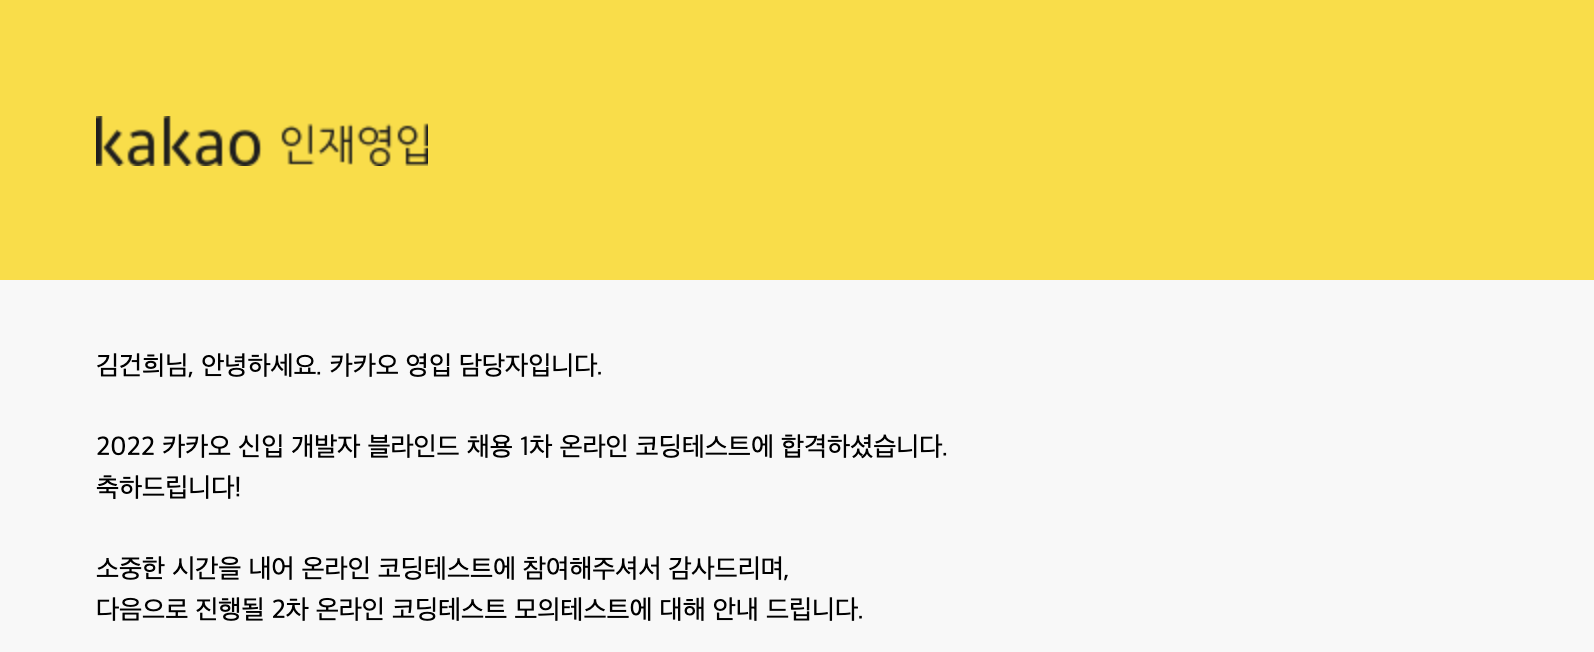 kakao 인재영입
김건희님, 안녕하세요. 카카오 영입 담당자입니다.
2022 카카오 신입 개발자 블라인드 채용 1차 온라인 코딩테스트에 합격하셨습니다.
축하드립니다!
소중한 시간을 내어 온라인 코딩테스트에 참여해주셔서 감사드리며,
다음으로 진행될 2차 온라인 코딩테스트 모의테스트에 대해 안내 드립니다.